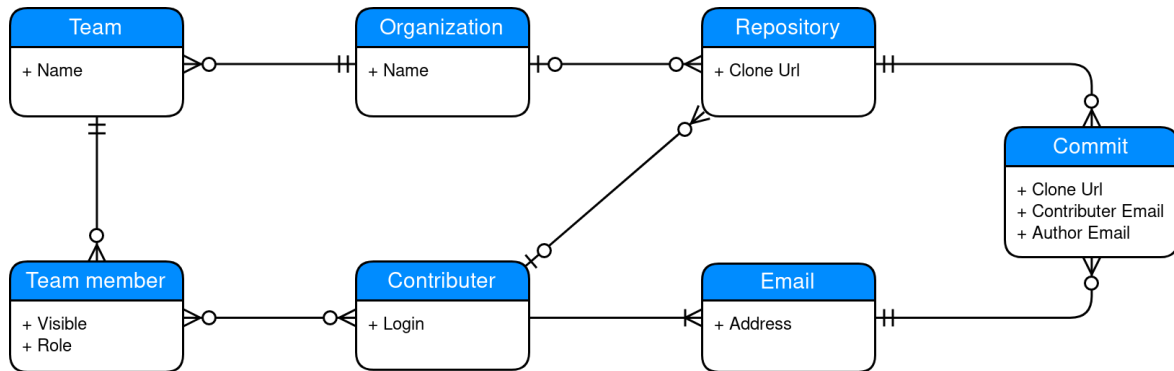 Team
+ Name
Organization
+ Name
Repository
+ Clone Url
Commit
+ Clone Url
+ Contributer Email
+ Author Email
Team member
+ Visible
+ Role
Contributer
+ Login
Email
+ Address